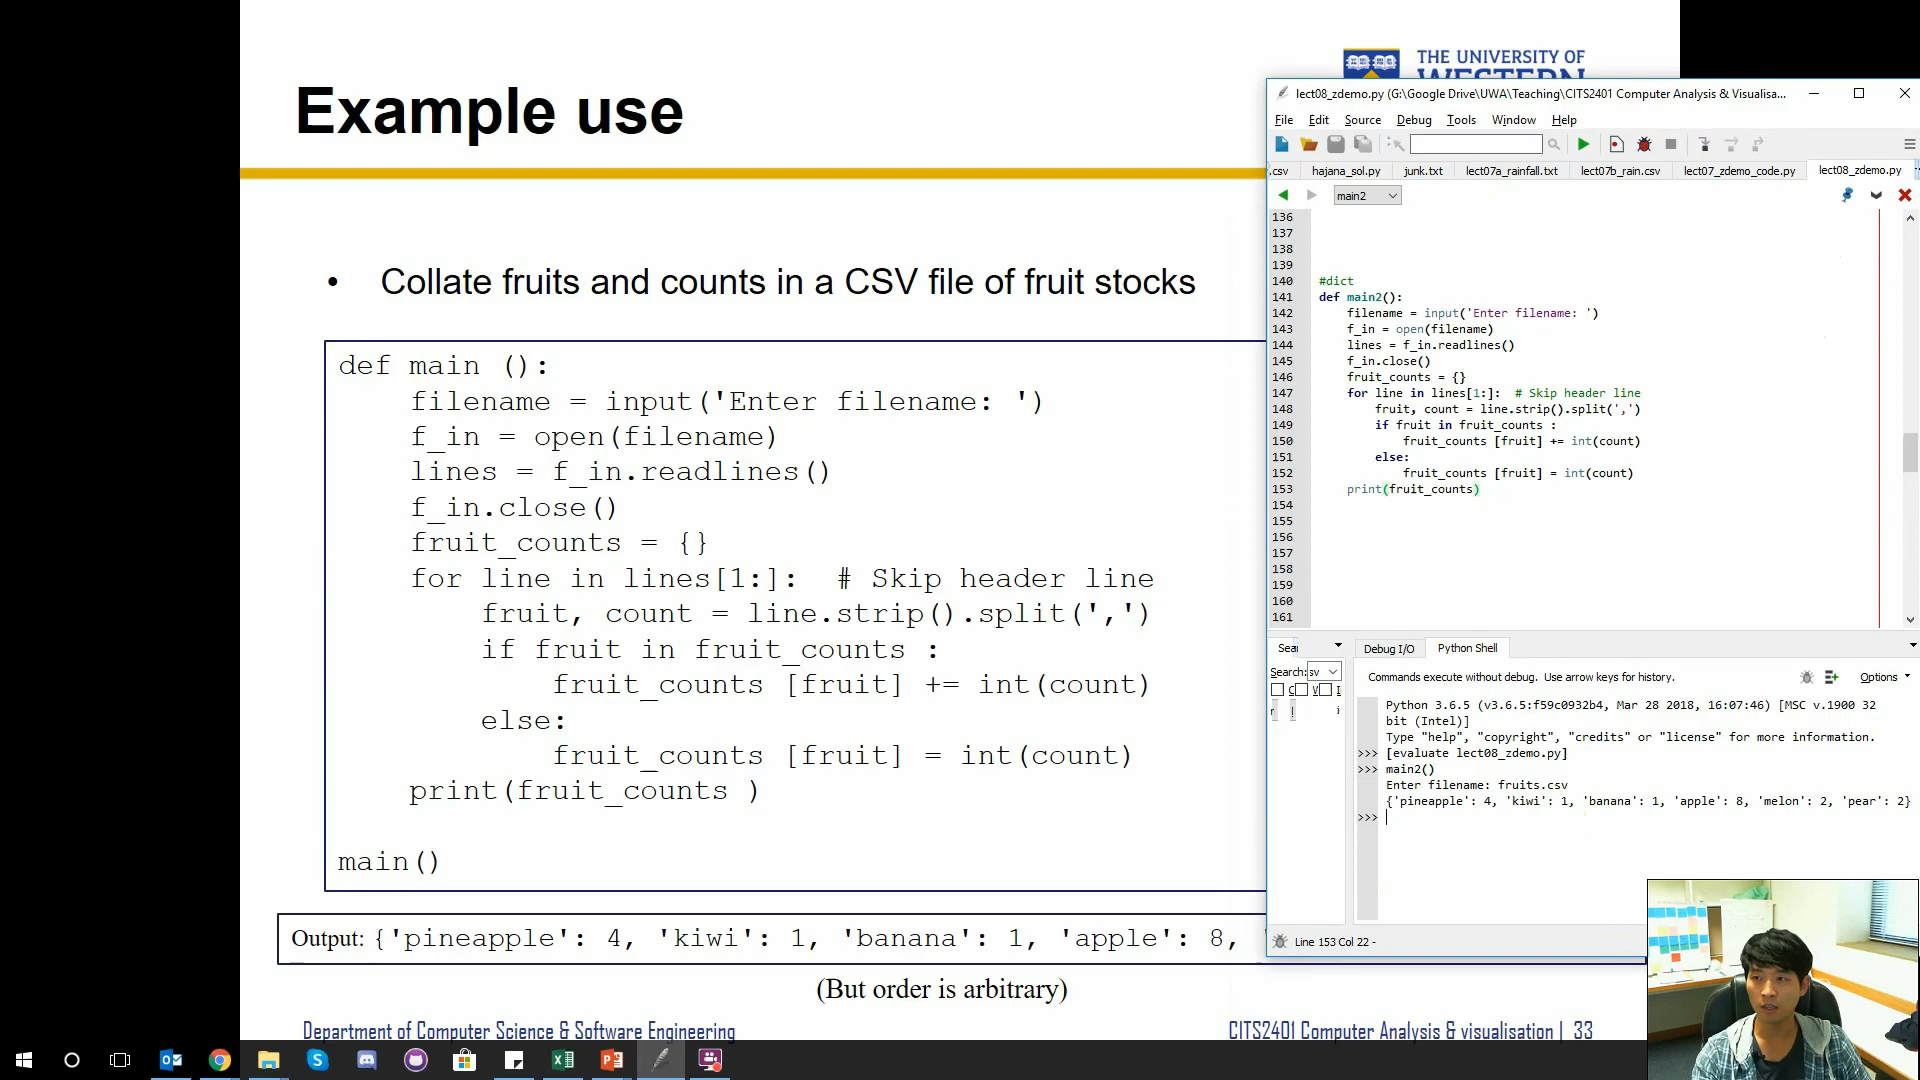 Example use
THE UNIVERSITY OF
WESTERN
• Collate fruits and counts in a CSV file of fruit stocks
def main ():
filename = input('Enter filename: ')
f_in = open(filename)
lines = f_in.readlines()
f_in.close()
fruit_counts = {}
for line in lines[1:]:  # Skip header line
fruit, count = line.strip().split(',')
if fruit in fruit_counts :
fruit_counts [fruit] += int(count)
else:
fruit_counts [fruit] = int(count)
print(fruit_counts )
main()
Output: {'pineapple': 4, 'kiwi': 1, 'banana': 1, 'apple': 8,
(But order is arbitrary)
Department of Computer Science & Software Engineering
CITS2401 Computer Analysis & visualisation | 33
lect08_zdemo.py (G:\Google Drive\UWA\Teaching\CITS2401 Computer Analysis & Visualisa...
File Edit Source Debug Tools Window Help
.csv hajana_sol.py junk.txt lect07a_rainfall.txt lect07b_rain.csv lect07_zdemo_code.py lect08_zdemo.py
main2
136
137
138
139
140 #dict
141 def main2():
142 filename = input('Enter filename: ')
143 f_in = open(filename)
144 lines = f_in.readlines()
145 f_in.close()
146 fruit_counts = {}
147 for line in lines[1:]:  # Skip header line
148 fruit, count = line.strip().split(',')
149 if fruit in fruit_counts :
150 fruit_counts [fruit] += int(count)
151 else:
152 fruit_counts [fruit] = int(count)
153 print(fruit_counts)
154
155
156
157
158
159
160
161
Sear
Debug I/O Python Shell
Search: sv
Commands execute without debug.  Use arrow keys for history.
Options
Python 3.6.5 (v3.6.5:f59c0932b4, Mar 28 2018, 16:07:46) [MSC v.1900 32
bit (Intel)]
Type "help", "copyright", "credits" or "license" for more information.
>>> [evaluate lect08_zdemo.py]
>>> main2()
Enter filename: fruits.csv
{'pineapple': 4, 'kiwi': 1, 'banana': 1, 'apple': 8, 'melon': 2, 'pear': 2}
>>>
Line 153 Col 22 -